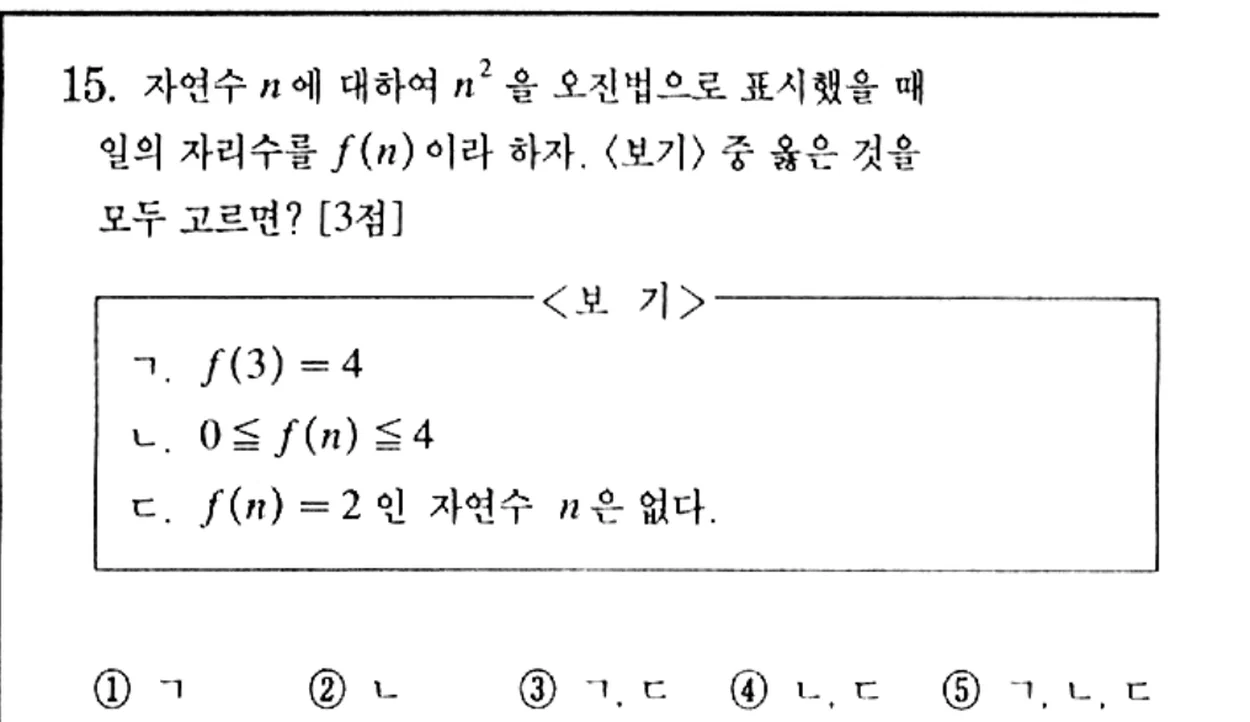 15. 자연수 n에 대하여 n²을 오진법으로 표시했을 때
일의 자리수를 f(n)이라 하자. 〈보기〉 중 옳은 것을
모두 고르면? [3점]
<보 기>
ㄱ. f(3) = 4
ㄴ. 0 ≦ f(n) ≦ 4
ㄷ. f(n) = 2 인 자연수 n은 없다.
① ㄱ ② ㄴ ③ ㄱ, ㄷ ④ ㄴ, ㄷ ⑤ ㄱ, ㄴ, ㄷ